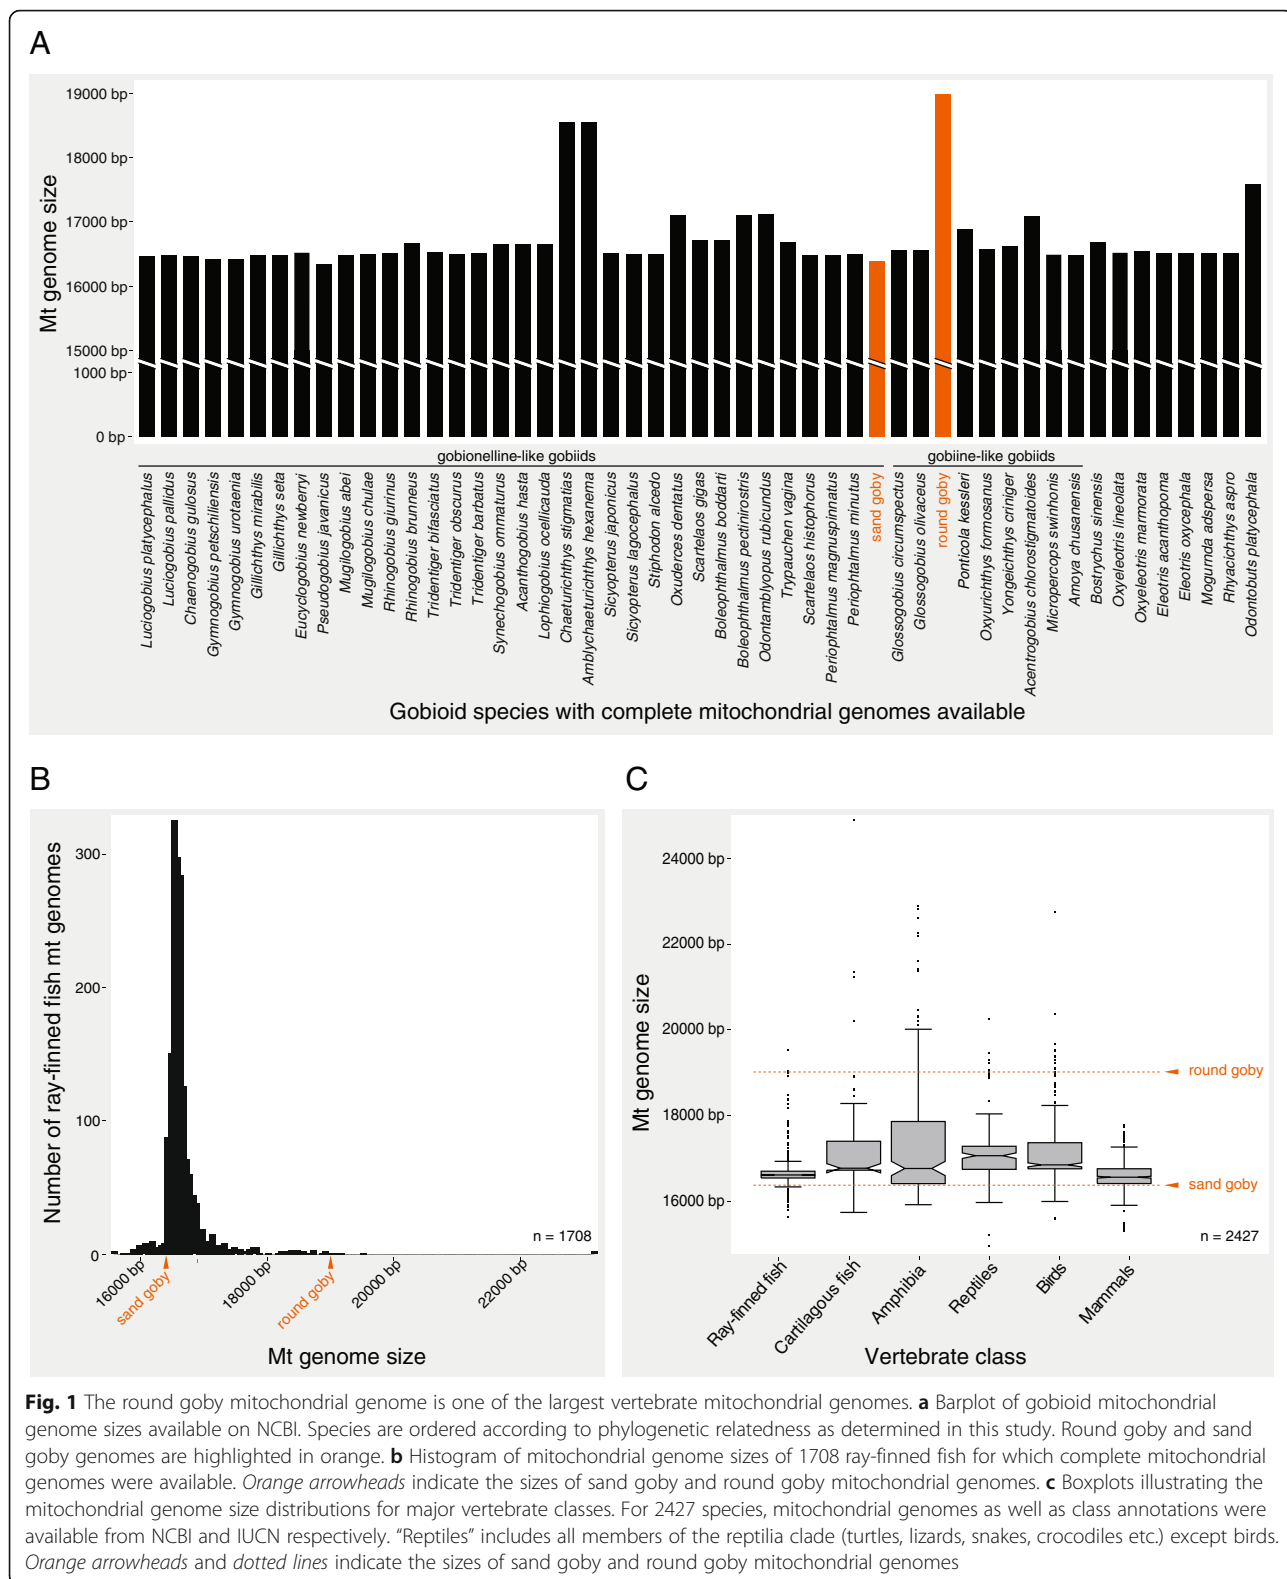 A
19000 bp
18000 bp
17000 bp
16000 bp
15000 bp
1000 bp
0 bp
Mt genome size
gobionelline-like gobiids
gobiine-like gobiids
Luciogobius platycephalus
Luciogobius pallidus
Chaenogobius gulosus
Gymnogobius petschiliensis
Gymnogobius urotaenia
Gillichthys mirabilis
Gillichthys seta
Eucyclogobius newberryi
Pseudogobius javanicus
Mugilogobius abei
Mugilogobius chulae
Rhinogobius giurinus
Rhinogobius brunneus
Tridentiger bifasciatus
Tridentiger obscurus
Tridentiger barbatus
Synechogobius ommaturus
Acanthogobius hasta
Lophiogobius ocellicauda
Chaeturichthys stigmatias
Amblychaeturichthys hexanema
Sicyopterus japonicus
Sicyopterus lagocephalus
Stiphodon alcedo
Oxuderces dentatus
Scartelaos gigas
Boleophthalmus boddarti
Boleophthalmus pectinirostris
Odontamblyopus rubicundus
Trypauchen vagina
Scartelaos histophorus
Periophtalmus magnuspinnatus
Periophtalmus minutus
sand goby
Glossogobius circumspectus
Glossogobius olivaceus
round goby
Ponticola kessleri
Oxyurichthys formosanus
Yongeichthys criniger
Acentrogobius chlorostigmatoides
Micropercops swinhonis
Amoya chusanensis
Bostrychus sinensis
Oxyeleotris lineolata
Oxyeleotris marmorata
Eleotris acanthopoma
Eleotris oxycephala
Mogurnda adspersa
Rhyacichthys aspro
Odontobuts platycephala
Gobioid species with complete mitochondrial genomes available
B
300
200
100
0
Number of ray-finned fish mt genomes
n = 1708
16000 bp
sand goby
18000 bp
round goby
20000 bp
22000 bp
Mt genome size
C
24000 bp
22000 bp
20000 bp
18000 bp
16000 bp
Mt genome size
round goby
sand goby
n = 2427
Ray-finned fish
Cartilagous fish
Amphibia
Reptiles
Birds
Mammals
Vertebrate class
Fig. 1 The round goby mitochondrial genome is one of the largest vertebrate mitochondrial genomes. a Barplot of gobioid mitochondrial
genome sizes available on NCBI. Species are ordered according to phylogenetic relatedness as determined in this study. Round goby and sand
goby genomes are highlighted in orange. b Histogram of mitochondrial genome sizes of 1708 ray-finned fish for which complete mitochondrial
genomes were available. Orange arrowheads indicate the sizes of sand goby and round goby mitochondrial genomes. c Boxplots illustrating the
mitochondrial genome size distributions for major vertebrate classes. For 2427 species, mitochondrial genomes as well as class annotations were
available from NCBI and IUCN respectively. “Reptiles” includes all members of the reptilia clade (turtles, lizards, snakes, crocodiles etc.) except birds.
Orange arrowheads and dotted lines indicate the sizes of sand goby and round goby mitochondrial genomes